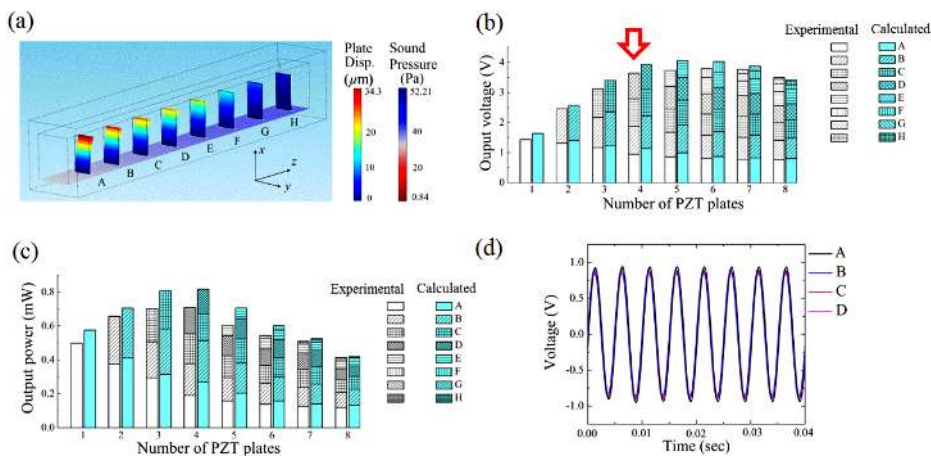 (a)
Plate Disp. (μm)
Sound Pressure (Pa)
34.3
20
10
0
52.21
40
20
0.84
A
B
C
D
E
F
G
H
x
z
y
(b)
Ouput voltage (V)
4
3
2
1
0
1 2 3 4 5 6 7 8
Number of PZT plates
Experimental Calculated
A
B
C
D
E
F
G
H
(c)
Output power (mW)
0.8
0.6
0.4
0.2
0.0
1 2 3 4 5 6 7 8
Number of PZT plates
Experimental Calculated
A
B
C
D
E
F
G
H
(d)
Voltage (V)
1.0
0.5
0.0
-0.5
-1.0
0.00 0.01 0.02 0.03 0.04
Time (sec)
A
B
C
D